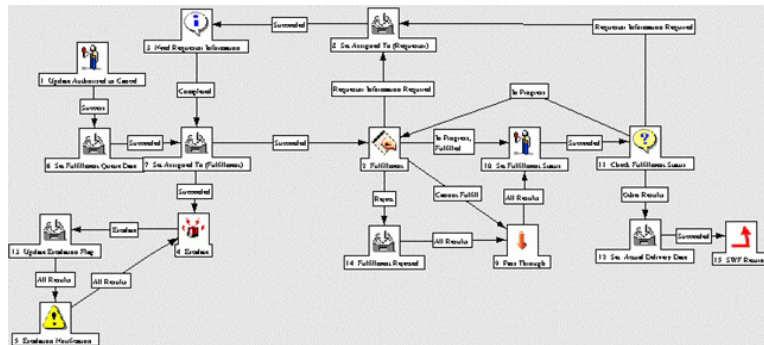 Succeeded
Succeeded
Requester Information Required
3 Need Requester Information
8 Set Assigned To (Requester)
1 Update Authorized or Cancel
Completed
Requester Information Required
In Progress
Success
Succeeded
Succeeded
In Progress,
Fulfilled
Succeeded
6 Set Fulfillment Queue Date
7 Set Assigned To (Fulfillment)
2 Fulfillment
10 Set Fulfillment Status
11 Check Fulfillment Status
Succeeded
Reject
Cannot Fulfill
All Results
Other Results
Escalate
All Results
Succeeded
13 Update Escalation Flag
4 Escalate
14 Fulfillment Rejected
9 Pass Through
12 Set Actual Delivery Date
15 SWF Return
All Results
All Results
5 Escalation Notification